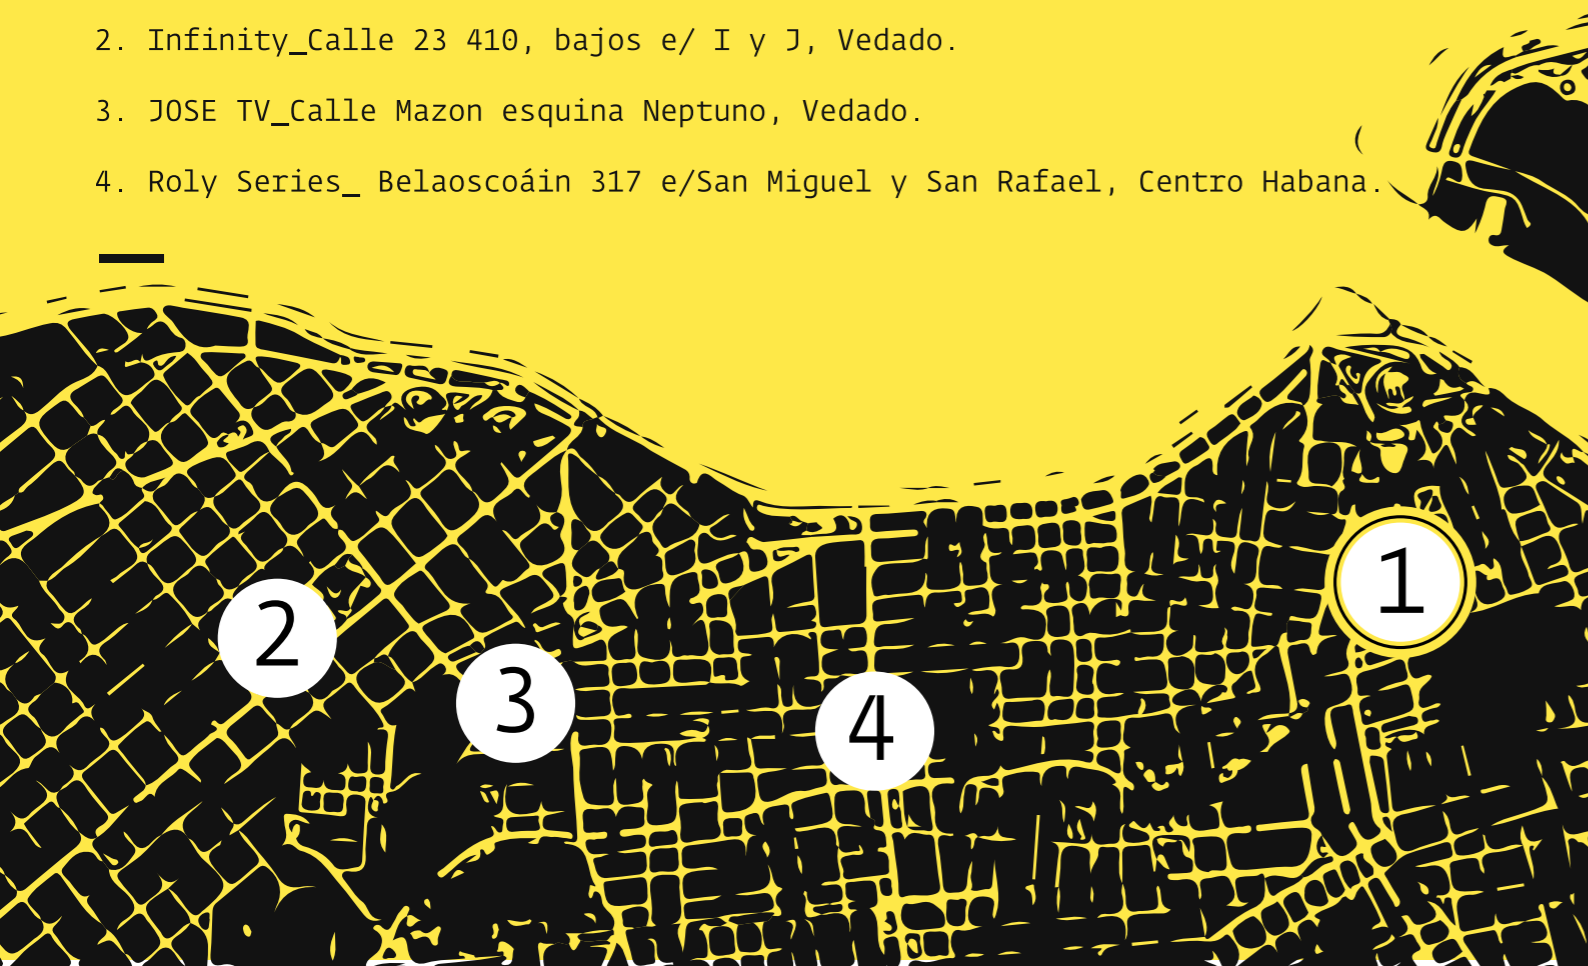 2. Infinity_Calle 23 410, bajos e/ I y J, Vedado.
3. JOSE TV_Calle Mazon esquina Neptuno, Vedado.
4. Roly Series_ Belaoscoáin 317 e/San Miguel y San Rafael, Centro Habana.
1
2
3
4